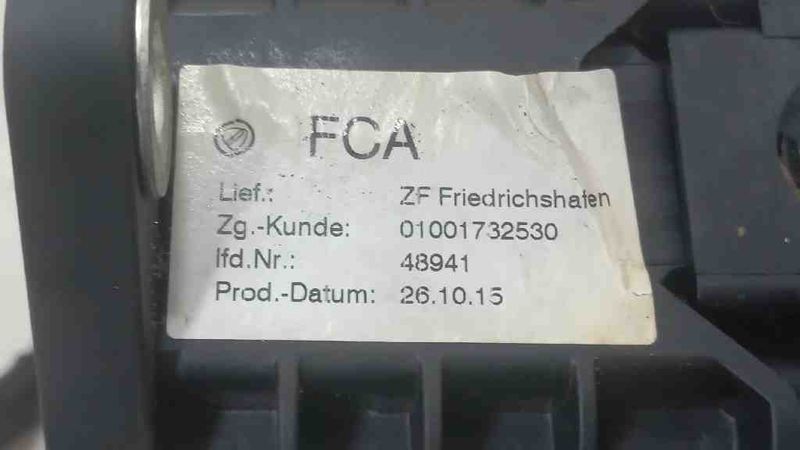 FCA
Lief.: ZF Friedrichshafen
Zg.-Kunde: 01001732530
lfd.Nr.: 48941
Prod.-Datum: 26.10.15